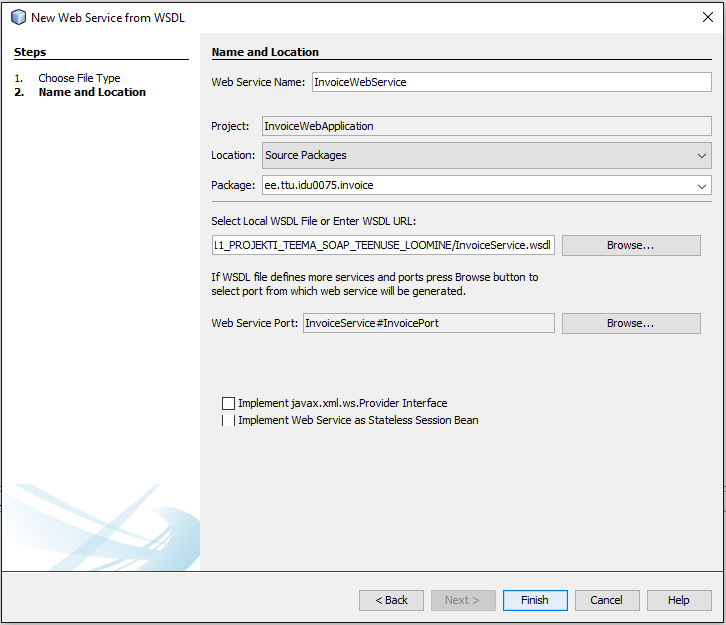 New Web Service from WSDL
Steps
1. Choose File Type
2. Name and Location
Name and Location
Web Service Name: InvoiceWebService
Project: InvoiceWebApplication
Location: Source Packages
Package: ee.ttu.idu0075.invoice
Select Local WSDL File or Enter WSDL URL:
11_PROJEKTI_TEEMA_SOAP_TEENUSE_LOOMINE/InvoiceService.wsdl Browse...
If WSDL file defines more services and ports press Browse button to
select port from which web service will be generated.
Web Service Port: InvoiceService#InvoicePort Browse...
Implement javax.xml.ws.Provider Interface
Implement Web Service as Stateless Session Bean
< Back Next > Finish Cancel Help